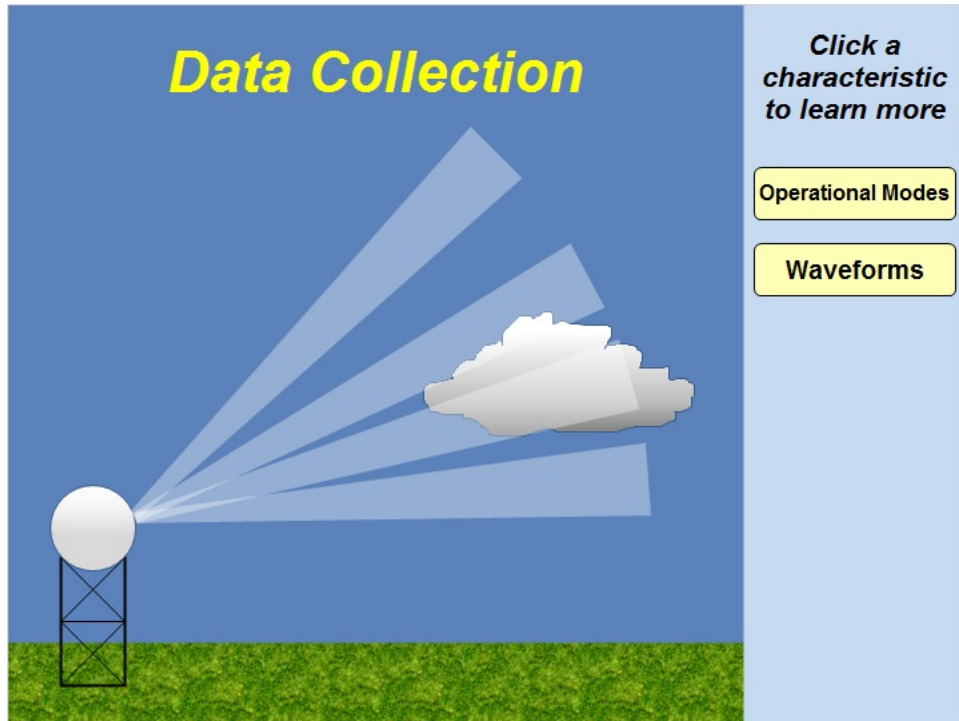 Data Collection
Click a
characteristic
to learn more
Operational Modes
Waveforms